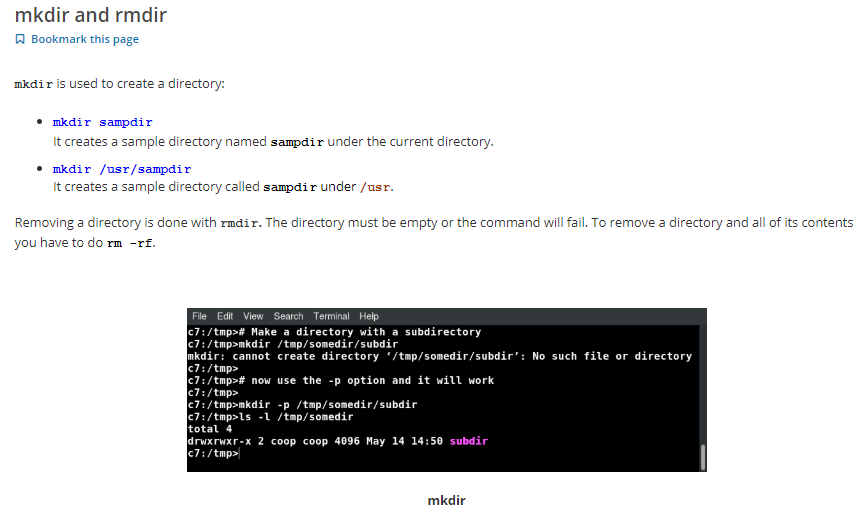 mkdir and rmdir
Bookmark this page
mkdir is used to create a directory:
mkdir sampdir
It creates a sample directory named sampdir under the current directory.
mkdir /usr/sampdir
It creates a sample directory called sampdir under /usr.
Removing a directory is done with rmdir. The directory must be empty or the command will fail. To remove a directory and all of its contents
you have to do rm -rf.
File Edit View Search Terminal Help
c7:/tmp># Make a directory with a subdirectory
c7:/tmp>mkdir /tmp/somedir/subdir
mkdir: cannot create directory ‘/tmp/somedir/subdir’: No such file or directory
c7:/tmp>
c7:/tmp># now use the -p option and it will work
c7:/tmp>
c7:/tmp>mkdir -p /tmp/somedir/subdir
c7:/tmp>ls -l /tmp/somedir
total 4
drwxrwxr-x 2 coop coop 4096 May 14 14:50 subdir
c7:/tmp>
mkdir